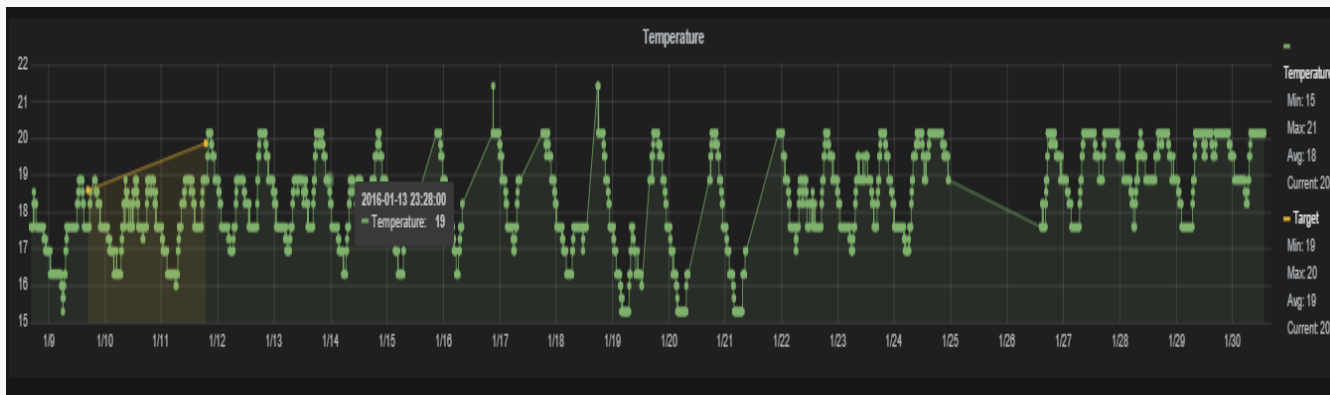 Temperature
22
21
20
19
18
17
16
15
1/9 1/10 1/11 1/12 1/13 1/14 1/15 1/16 1/17 1/18 1/19 1/20 1/21 1/22 1/23 1/24 1/25 1/26 1/27 1/28 1/29 1/30
2016-01-13 23:28:00
Temperature: 19
Temperature
Min: 15
Max: 21
Avg: 18
Current: 20
Target
Min: 19
Max: 20
Avg: 19
Current: 20